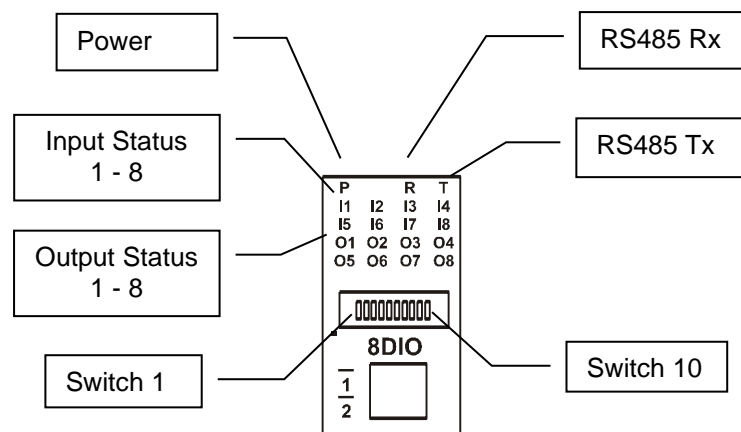 Power
RS485 Rx
Input Status
1 - 8
RS485 Tx
P R T
I1 I2 I3 I4
I5 I6 I7 I8
O1 O2 O3 O4
O5 O6 O7 O8
Output Status
1 - 8
8DIO
Switch 1
Switch 10
1
2